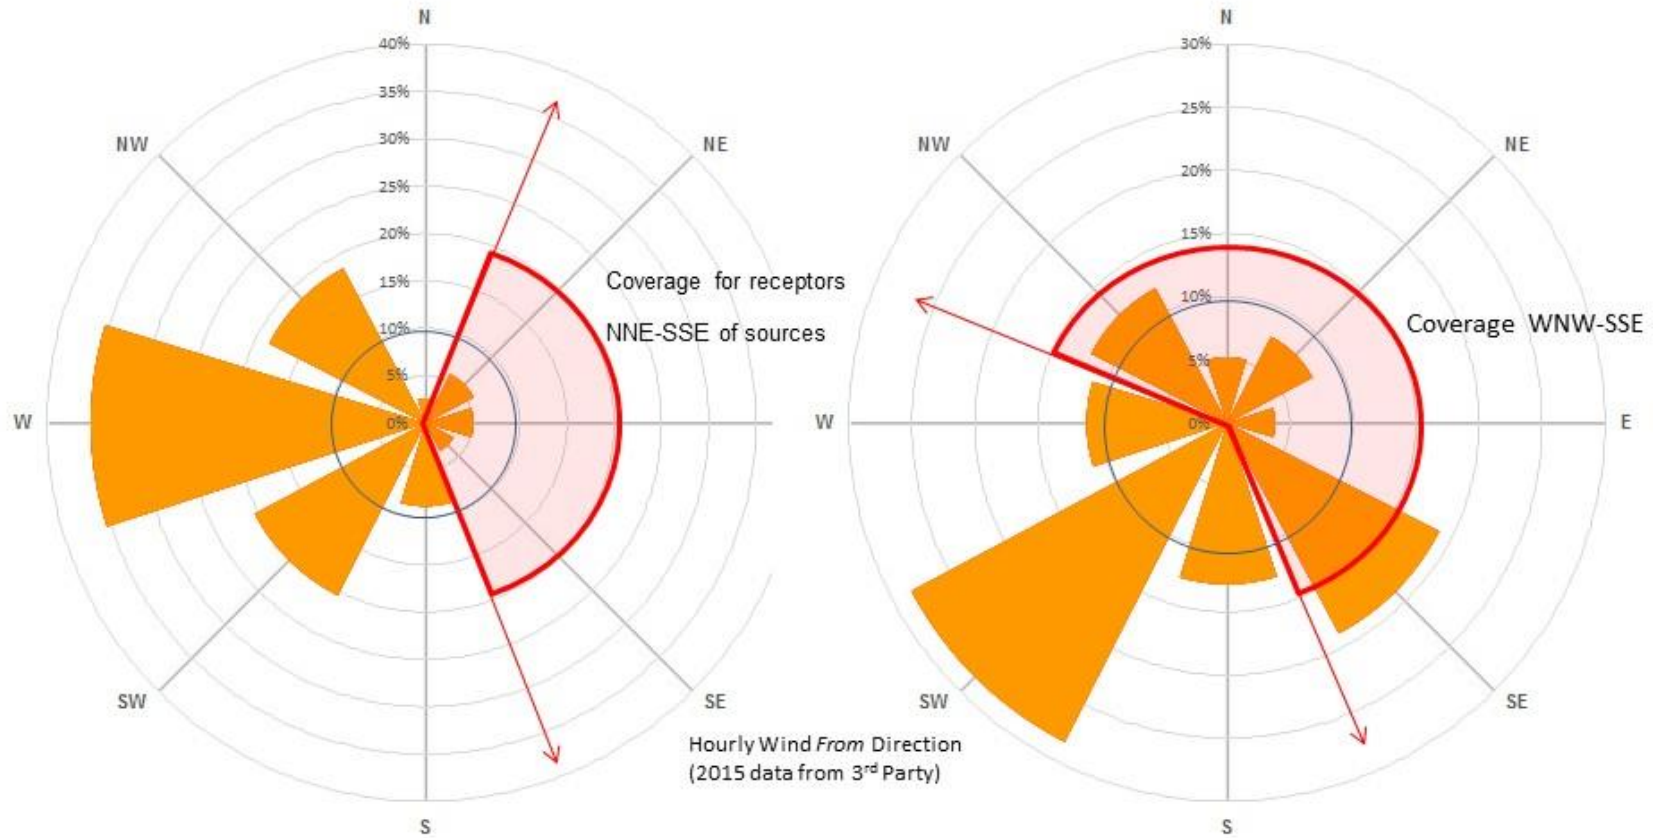 N
40%
35%
30%
25%
20%
15%
10%
5%
0%
NW
NE
W
SW
SE
S
Coverage for receptors
NNE-SSE of sources
N
30%
25%
20%
15%
10%
5%
0%
NW
NE
W
E
SW
SE
S
Coverage WNW-SSE
Hourly Wind From Direction
(2015 data from 3rd Party)